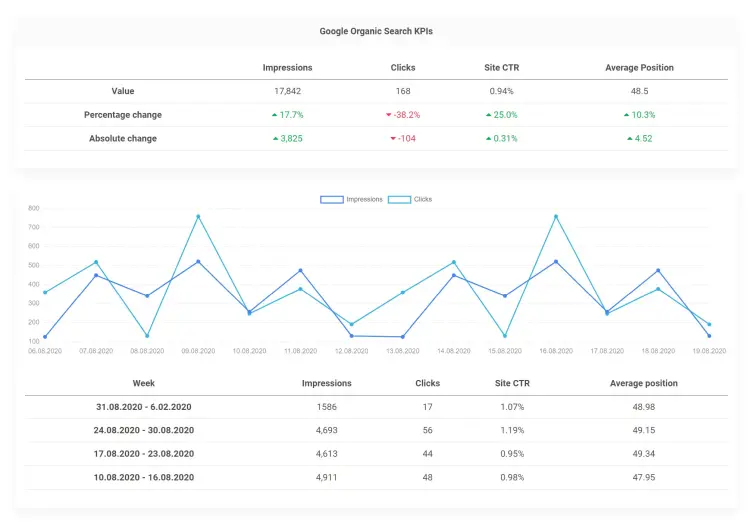 Google Organic Search KPIs
Impressions Clicks Site CTR Average Position
Value 17,842 168 0.94% 48.5
Percentage change 17.7% -38.2% 25.0% 10.3%
Absolute change 3,825 -104 0.31% 4.52
Impressions Clicks
800
700
600
500
400
300
200
100
06.08.2020 07.08.2020 08.08.2020 09.08.2020 10.08.2020 11.08.2020 12.08.2020 13.08.2020 14.08.2020 15.08.2020 16.08.2020 17.08.2020 18.08.2020 19.08.2020
Week Impressions Clicks Site CTR Average position
31.08.2020 - 6.02.2020 1586 17 1.07% 48.98
24.08.2020 - 30.08.2020 4,693 56 1.19% 49.15
17.08.2020 - 23.08.2020 4,613 44 0.95% 49.34
10.08.2020 - 16.08.2020 4,911 48 0.98% 47.95